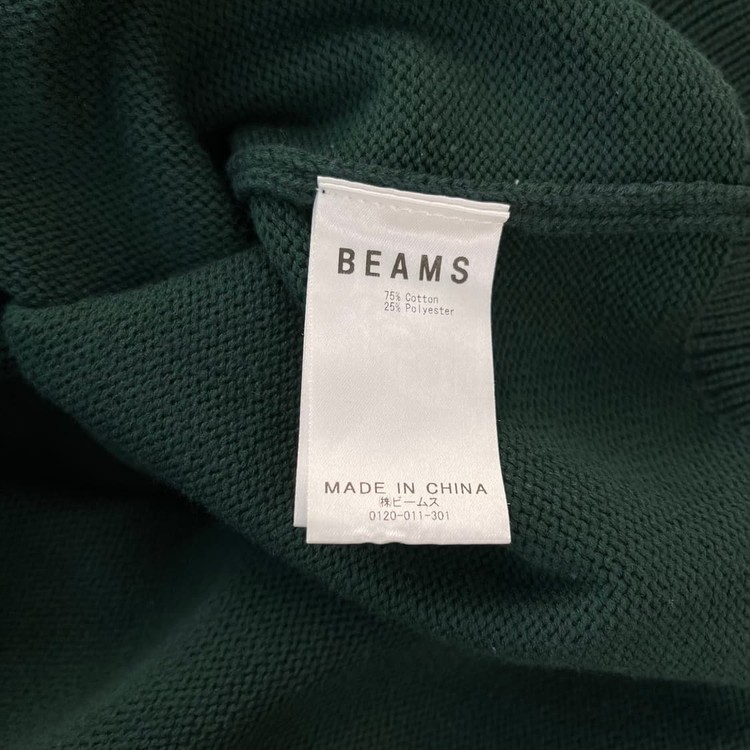 BEAMS
75% Cotton
25% Polyester
MADE IN CHINA
㈱ビームス
0120-011-301